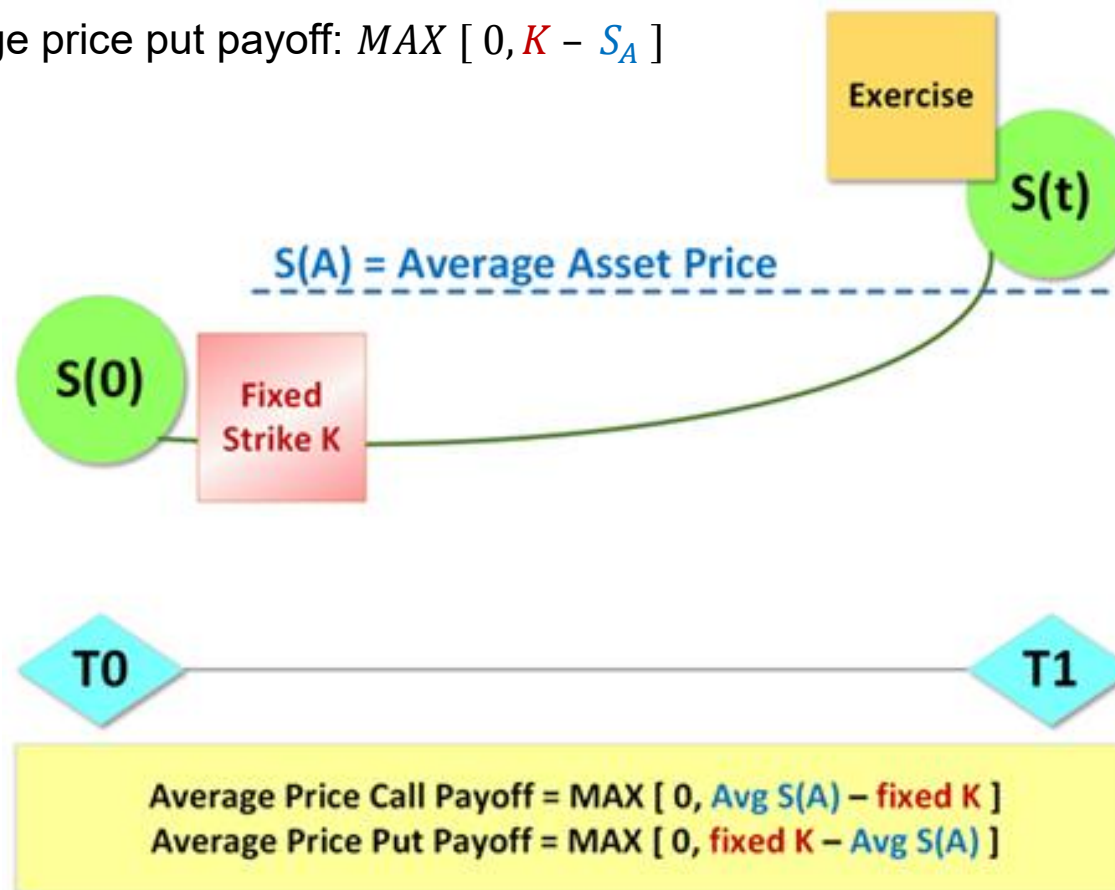 ge price put payoff: MAX [ 0, K – S_A ]
Exercise
S(t)
S(A) = Average Asset Price
S(0)
Fixed
Strike K
T0
T1
Average Price Call Payoff = MAX [ 0, Avg S(A) – fixed K ]
Average Price Put Payoff = MAX [ 0, fixed K – Avg S(A) ]